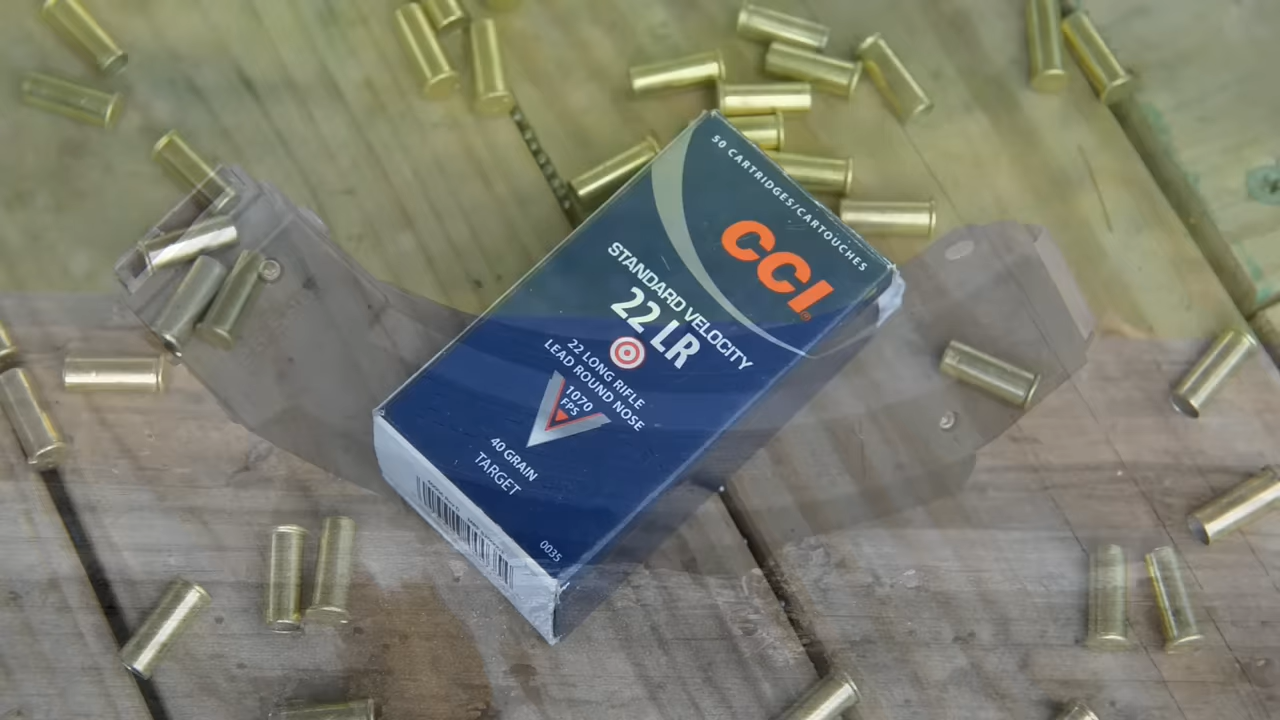 50 CARTRIDGES/CARTOUCHES
CCI®
STANDARD VELOCITY
22 LR
22 LONG RIFLE
LEAD ROUND NOSE
1070
FPS
40 GRAIN
TARGET
0035